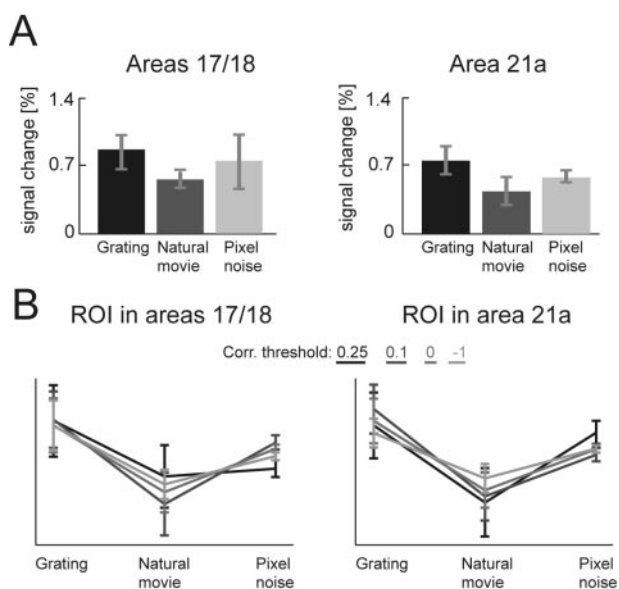 A
Areas 17/18
Area 21a
signal change [%]
1.4
0.7
0
Grating
Natural
movie
Pixel
noise
signal change [%]
1.4
0.7
0
Grating
Natural
movie
Pixel
noise
B
ROI in areas 17/18
ROI in area 21a
Corr. threshold: 0.25 0.1 0 -1
Grating
Natural
movie
Pixel
noise
Grating
Natural
movie
Pixel
noise